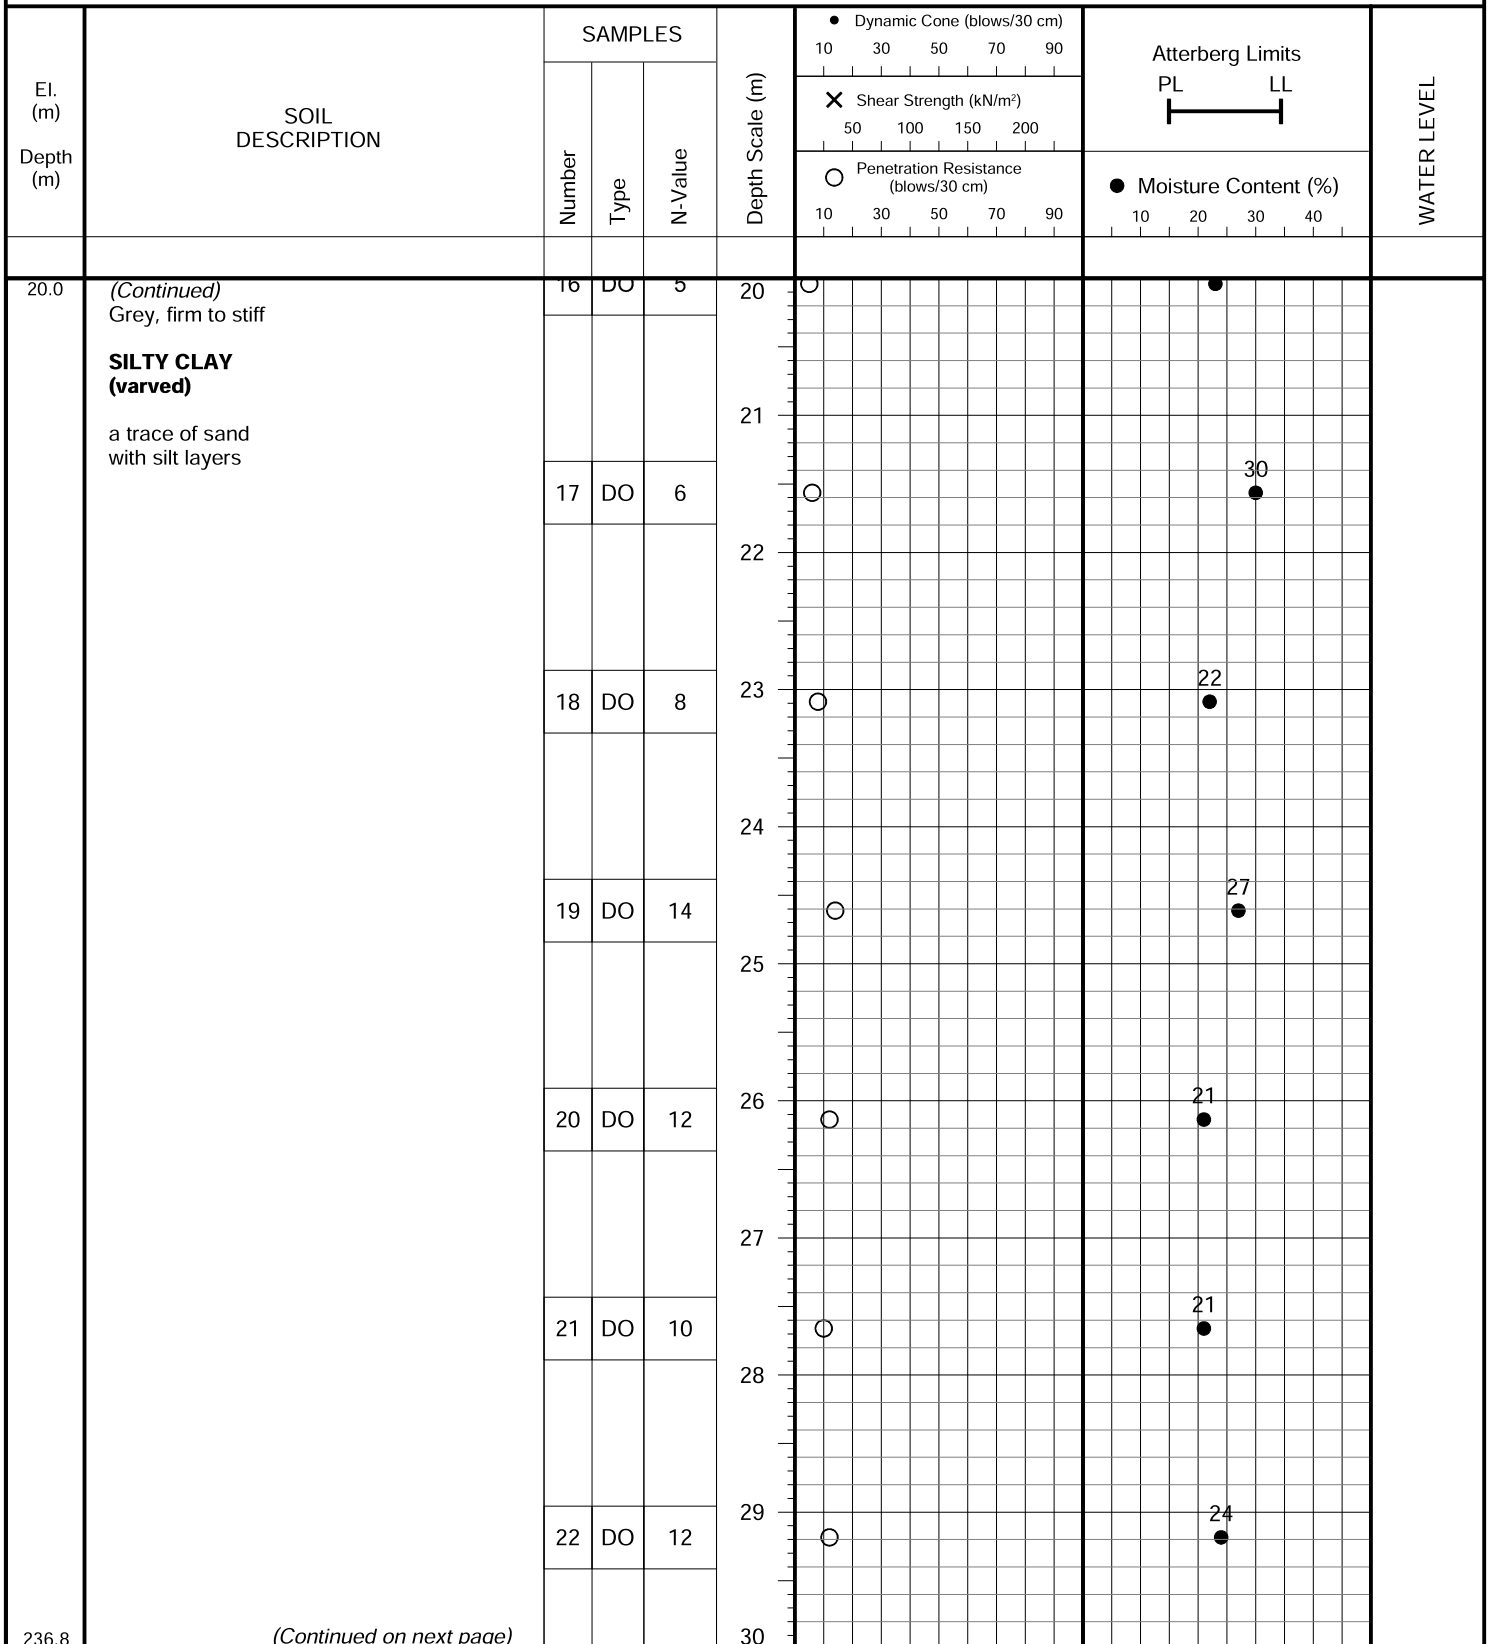 El.
(m)
Depth
(m)
SOIL
DESCRIPTION
SAMPLES
Number
Type
N-Value
Depth Scale (m)
Dynamic Cone (blows/30 cm)
10 30 50 70 90
Shear Strength (kN/m²)
50 100 150 200
Penetration Resistance
(blows/30 cm)
10 30 50 70 90
Atterberg Limits
PL LL
Moisture Content (%)
10 20 30 40
WATER LEVEL
20.0
(Continued)
Grey, firm to stiff
SILTY CLAY
(varved)
a trace of sand
with silt layers
16 DO 5
20
21
17 DO 6
30
22
18 DO 8
23
22
24
19 DO 14
27
25
20 DO 12
26
21
27
21 DO 10
21
28
22 DO 12
29
24
236.8
(Continued on next page)
30